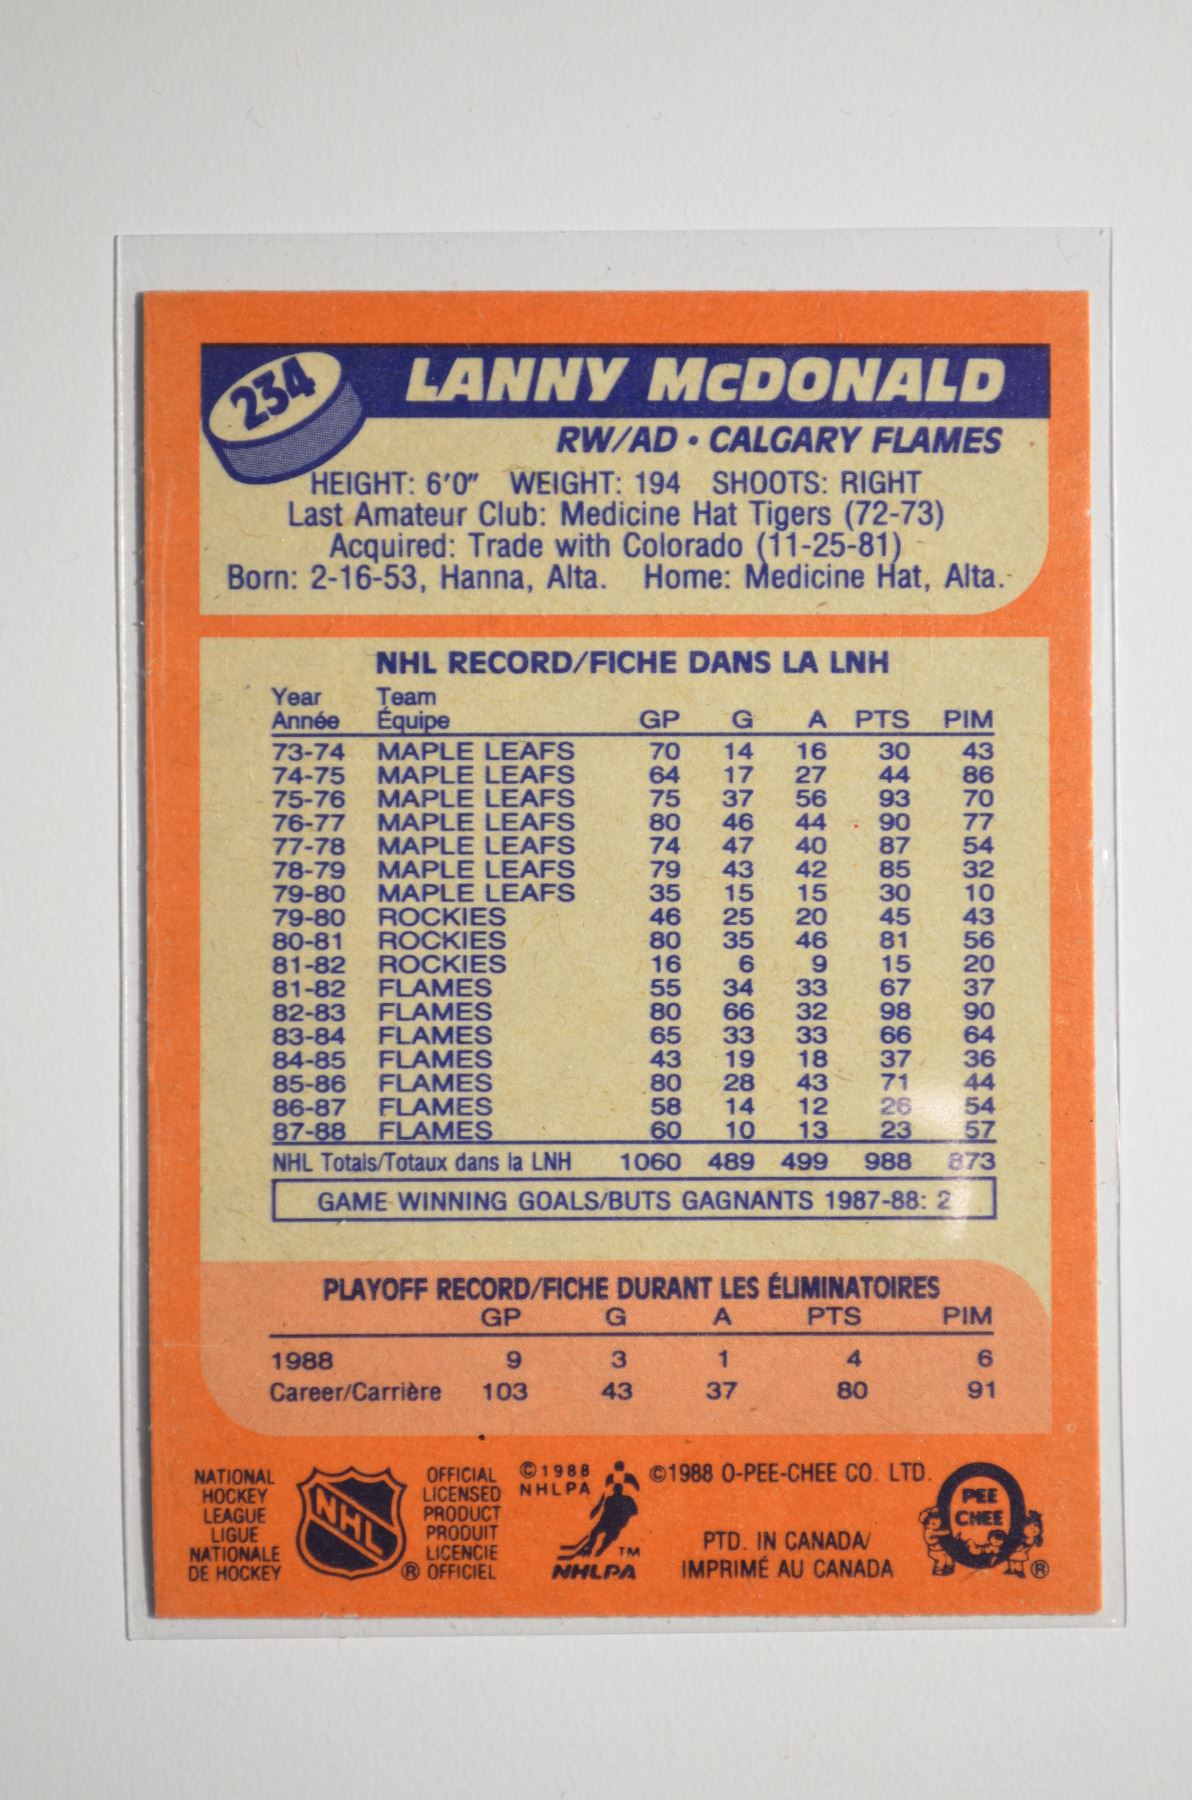 234
LANNY McDONALD
RW/AD • CALGARY FLAMES
HEIGHT: 6'0" WEIGHT: 194 SHOOTS: RIGHT
Last Amateur Club: Medicine Hat Tigers (72-73)
Acquired: Trade with Colorado (11-25-81)
Born: 2-16-53, Hanna, Alta. Home: Medicine Hat, Alta.
NHL RECORD/FICHE DANS LA LNH
Year Team
Année Équipe GP G A PTS PIM
73-74 MAPLE LEAFS 70 14 16 30 43
74-75 MAPLE LEAFS 64 17 27 44 86
75-76 MAPLE LEAFS 75 37 56 93 70
76-77 MAPLE LEAFS 80 46 44 90 77
77-78 MAPLE LEAFS 74 47 40 87 54
78-79 MAPLE LEAFS 79 43 42 85 32
79-80 MAPLE LEAFS 35 15 15 30 10
79-80 ROCKIES 46 25 20 45 43
80-81 ROCKIES 80 35 46 81 56
81-82 ROCKIES 16 6 9 15 20
81-82 FLAMES 55 34 33 67 37
82-83 FLAMES 80 66 32 98 90
83-84 FLAMES 65 33 33 66 64
84-85 FLAMES 43 19 18 37 36
85-86 FLAMES 80 28 43 71 44
86-87 FLAMES 58 14 12 26 54
87-88 FLAMES 60 10 13 23 57
NHL Totals/Totaux dans la LNH 1060 489 499 988 873
GAME-WINNING GOALS/BUTS GAGNANTS 1987-88: 2
PLAYOFF RECORD/FICHE DURANT LES ÉLIMINATOIRES
GP G A PTS PIM
1988 9 3 1 4 6
Career/Carrière 103 43 37 80 91
NATIONAL
HOCKEY
LEAGUE
LIGUE
NATIONALE
DE HOCKEY
NHL
®
OFFICIAL
LICENSED
PRODUCT
PRODUIT
LICENCIE
OFFICIEL
©1988
NHLPA
TM
NHLPA
©1988 O-PEE-CHEE CO. LTD.
PTD. IN CANADA/
IMPRIMÉ AU CANADA
O
PEE
CHEE
®